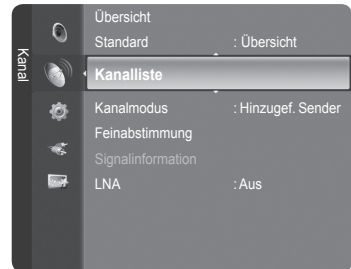 Kanal
Übersicht
Standard : Übersicht
Kanalliste
Kanalmodus : Hinzugef. Sender
Feinabstimmung
Signalinformation
LNA : Aus